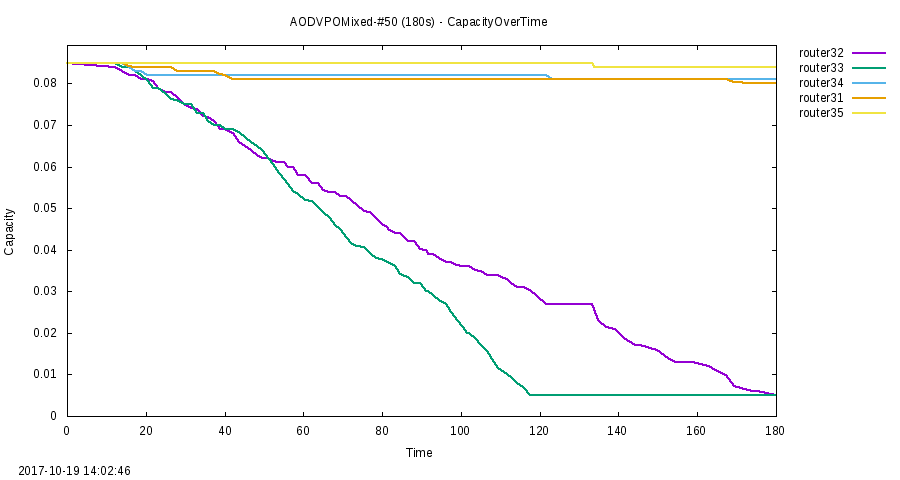 AODVPOMixed-#50 (180s) - CapacityOverTime
router32
router33
router34
router31
router35
0.08
0.07
0.06
0.05
0.04
0.03
0.02
0.01
0
Capacity
0 20 40 60 80 100 120 140 160 180
Time
2017-10-19 14:02:46